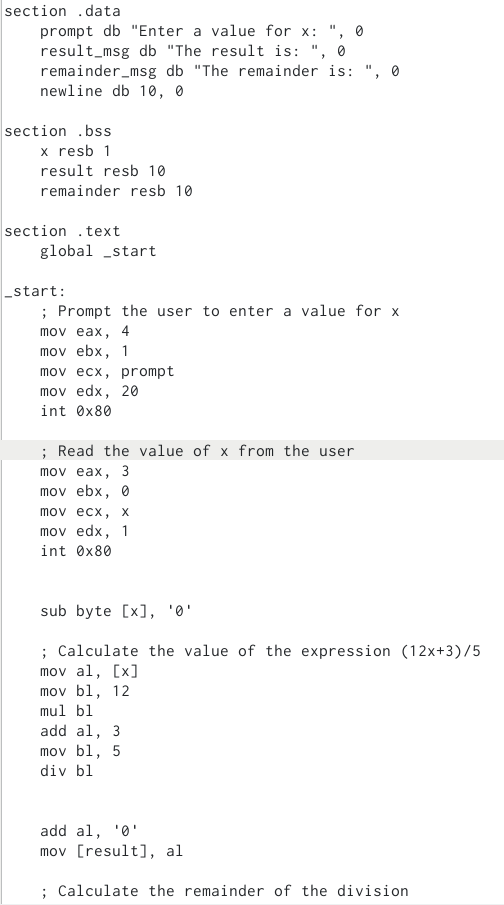 section .data
    prompt db "Enter a value for x: ", 0
    result_msg db "The result is: ", 0
    remainder_msg db "The remainder is: ", 0
    newline db 10, 0

section .bss
    x resb 1
    result resb 10
    remainder resb 10

section .text
    global _start

_start:
    ; Prompt the user to enter a value for x
    mov eax, 4
    mov ebx, 1
    mov ecx, prompt
    mov edx, 20
    int 0x80

    ; Read the value of x from the user
    mov eax, 3
    mov ebx, 0
    mov ecx, x
    mov edx, 1
    int 0x80


    sub byte [x], '0'

    ; Calculate the value of the expression (12x+3)/5
    mov al, [x]
    mov bl, 12
    mul bl
    add al, 3
    mov bl, 5
    div bl


    add al, '0'
    mov [result], al

    ; Calculate the remainder of the division